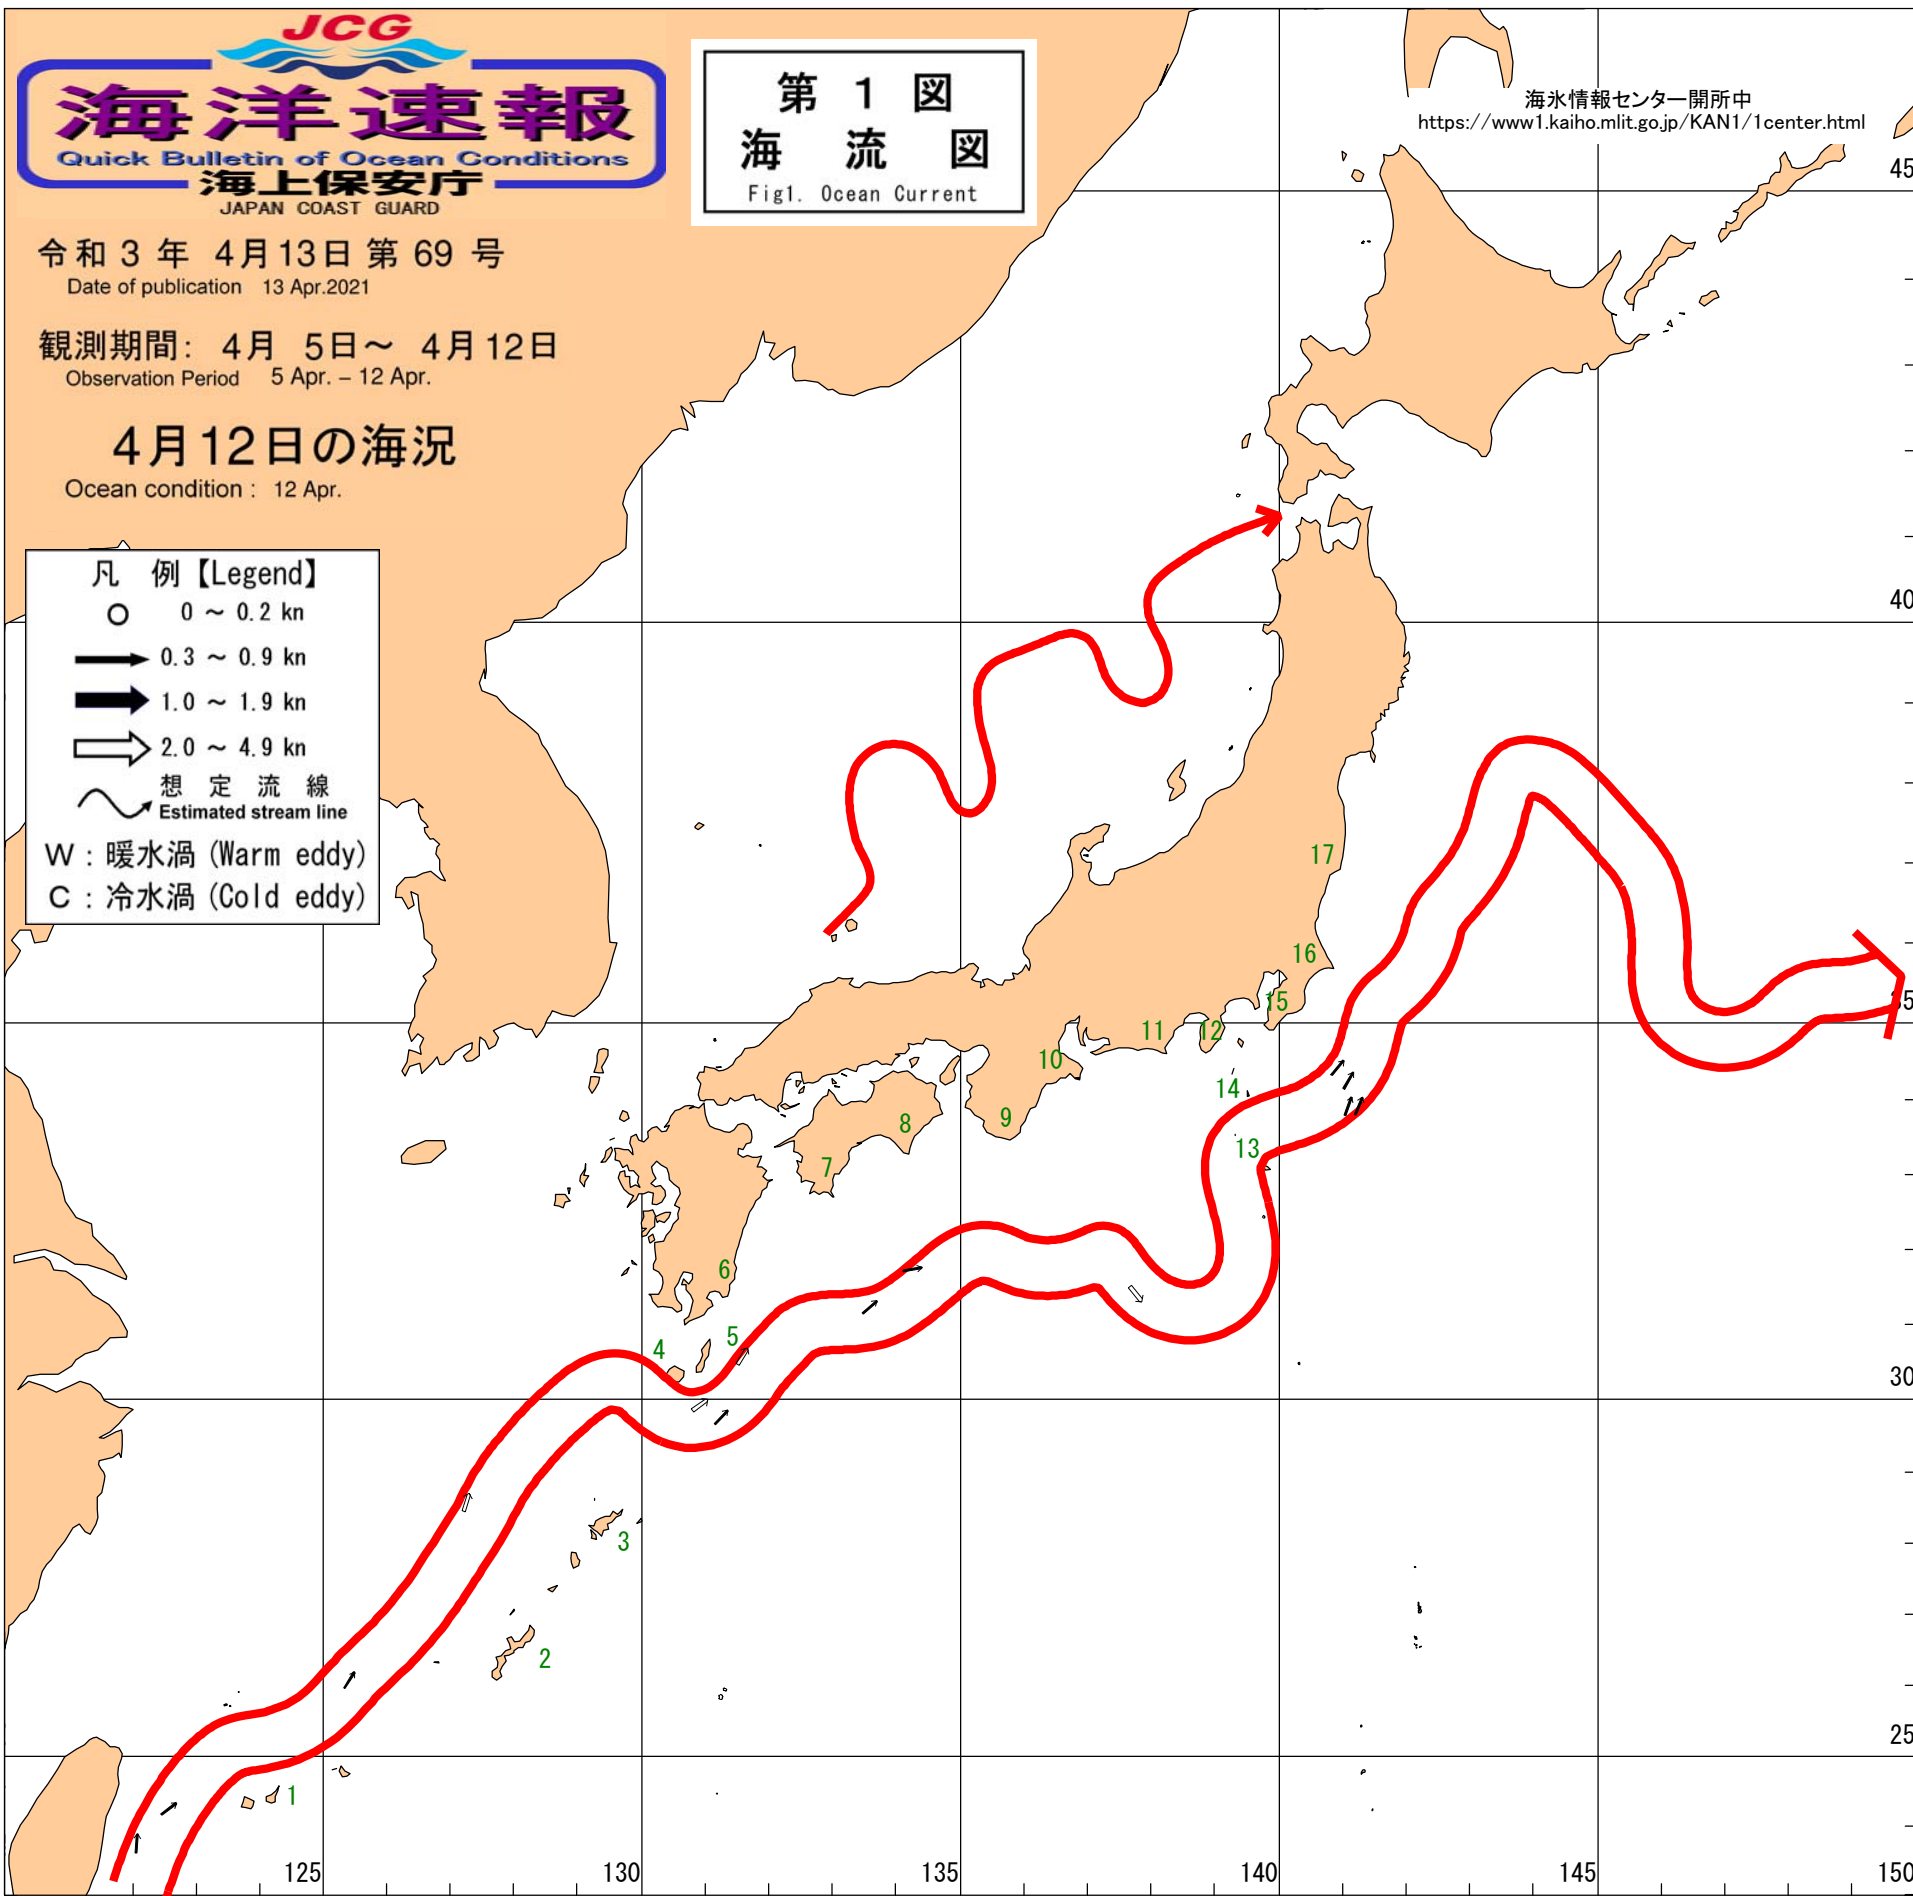 JCG
海洋速報
Quick Bulletin of Ocean Conditions
海上保安庁
JAPAN COAST GUARD
第 1 図
海 流 図
Fig1. Ocean Current
海氷情報センター開所中
https://www1.kaiho.mlit.go.jp/KAN1/1center.html
令和 3 年 4月13日 第 69 号
Date of publication 13 Apr.2021
観測期間: 4月 5日～ 4月12日
Observation Period 5 Apr. – 12 Apr.
4月12日の海況
Ocean condition : 12 Apr.
凡 例【Legend】
0 ～ 0.2 kn
0.3 ～ 0.9 kn
1.0 ～ 1.9 kn
2.0 ～ 4.9 kn
想 定 流 線
Estimated stream line
W : 暖水渦 (Warm eddy)
C : 冷水渦 (Cold eddy)
45
40
17
16
15
35
11
12
10
14
9
8
13
7
6
5
4
30
3
2
25
1
125
130
135
140
145
150